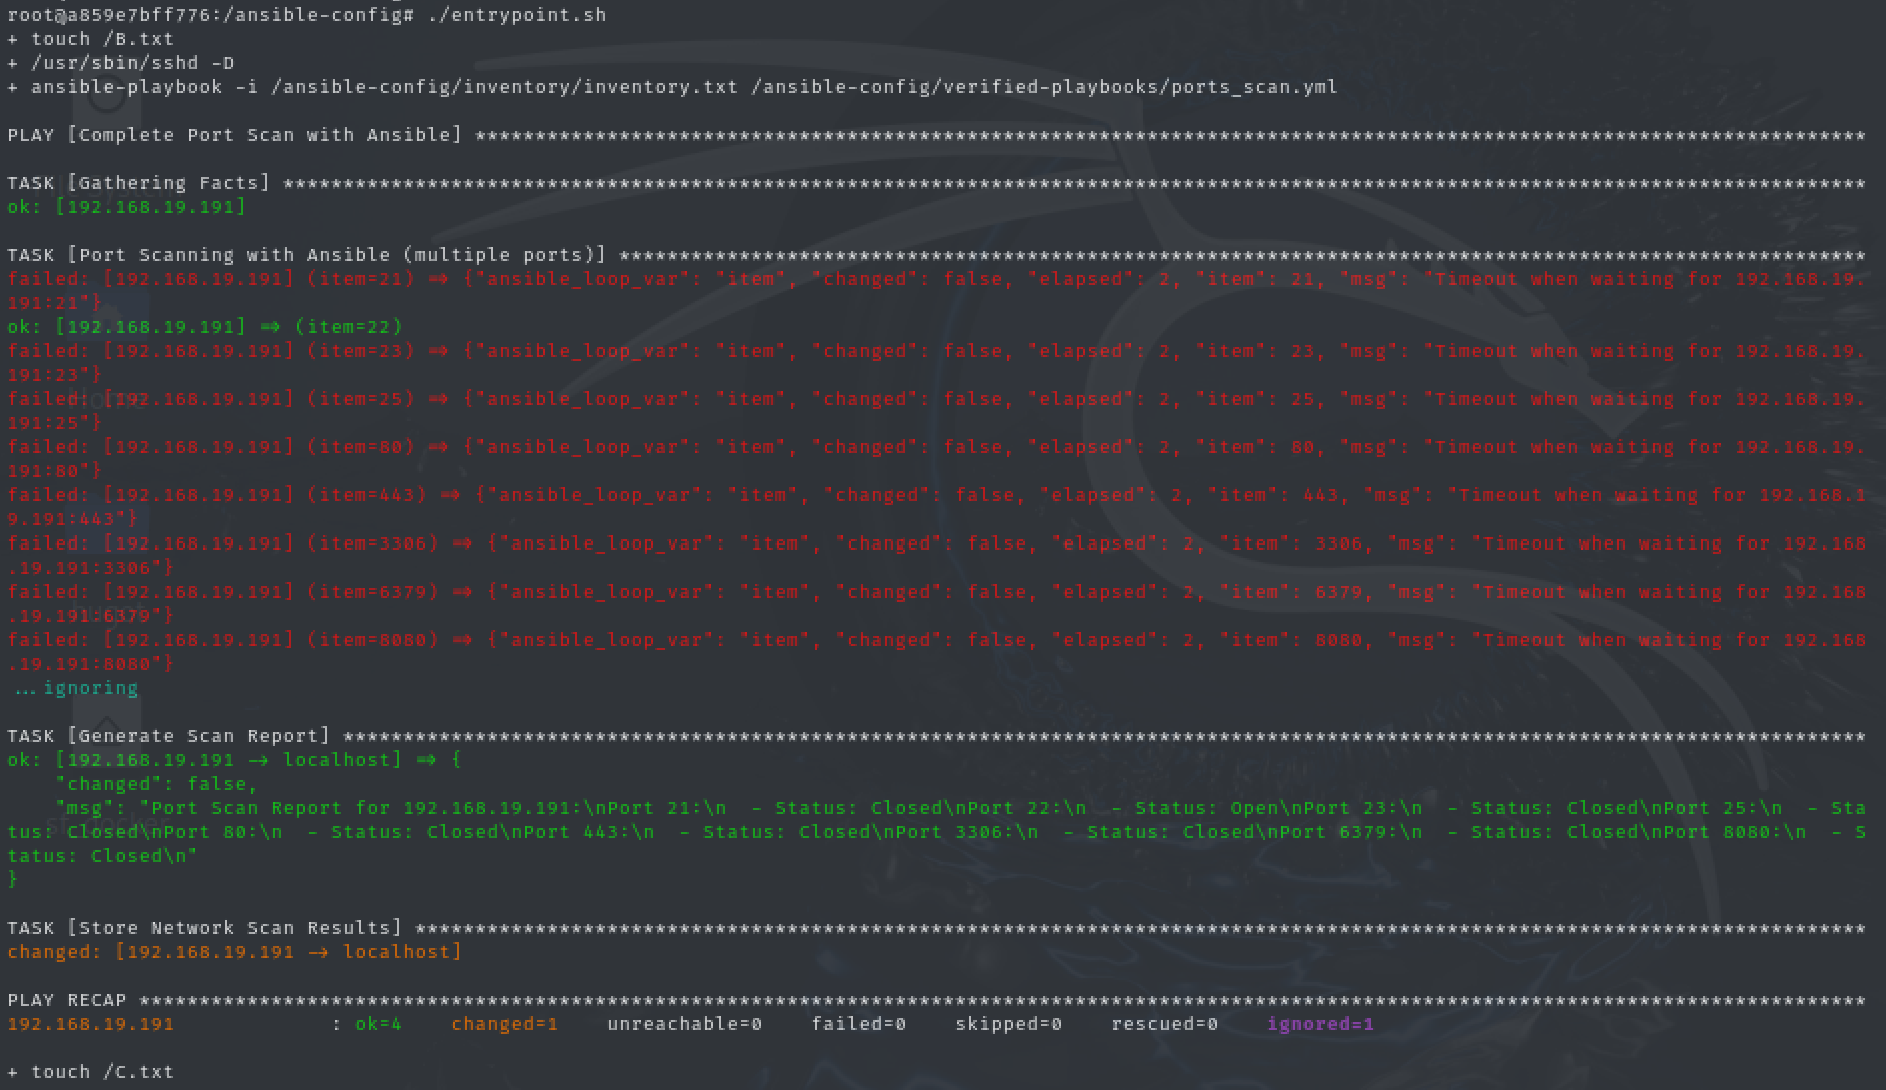 root@a859e7bff776:/ansible-config# ./entrypoint.sh
+ touch /B.txt
+ /usr/sbin/sshd -D
+ ansible-playbook -i /ansible-config/inventory/inventory.txt /ansible-config/verified-playbooks/ports_scan.yml
PLAY [Complete Port Scan with Ansible] ********************************************************************************************************************
TASK [Gathering Facts] ************************************************************************************************************************************
ok: [192.168.19.191]
TASK [Port Scanning with Ansible (multiple ports)] ********************************************************************************************************
failed: [192.168.19.191] (item=21) => {"ansible_loop_var": "item", "changed": false, "elapsed": 2, "item": 21, "msg": "Timeout when waiting for 192.168.19.
191:21"}
ok: [192.168.19.191] => (item=22)
failed: [192.168.19.191] (item=23) => {"ansible_loop_var": "item", "changed": false, "elapsed": 2, "item": 23, "msg": "Timeout when waiting for 192.168.19.
191:23"}
failed: [192.168.19.191] (item=25) => {"ansible_loop_var": "item", "changed": false, "elapsed": 2, "item": 25, "msg": "Timeout when waiting for 192.168.19.
191:25"}
failed: [192.168.19.191] (item=80) => {"ansible_loop_var": "item", "changed": false, "elapsed": 2, "item": 80, "msg": "Timeout when waiting for 192.168.19.
191:80"}
failed: [192.168.19.191] (item=443) => {"ansible_loop_var": "item", "changed": false, "elapsed": 2, "item": 443, "msg": "Timeout when waiting for 192.168.1
9.191:443"}
failed: [192.168.19.191] (item=3306) => {"ansible_loop_var": "item", "changed": false, "elapsed": 2, "item": 3306, "msg": "Timeout when waiting for 192.168
.19.191:3306"}
failed: [192.168.19.191] (item=6379) => {"ansible_loop_var": "item", "changed": false, "elapsed": 2, "item": 6379, "msg": "Timeout when waiting for 192.168
.19.191:6379"}
failed: [192.168.19.191] (item=8080) => {"ansible_loop_var": "item", "changed": false, "elapsed": 2, "item": 8080, "msg": "Timeout when waiting for 192.168
.19.191:8080"}
...ignoring
TASK [Generate Scan Report] *******************************************************************************************************************************
ok: [192.168.19.191 -> localhost] => {
    "changed": false,
    "msg": "Port Scan Report for 192.168.19.191:\nPort 21:\n  - Status: Closed\nPort 22:\n  - Status: Open\nPort 23:\n  - Status: Closed\nPort 25:\n  - Sta
tus: Closed\nPort 80:\n  - Status: Closed\nPort 443:\n  - Status: Closed\nPort 3306:\n  - Status: Closed\nPort 6379:\n  - Status: Closed\nPort 8080:\n  - S
tatus: Closed\n"
}
TASK [Store Network Scan Results] *************************************************************************************************************************
changed: [192.168.19.191 -> localhost]
PLAY RECAP ************************************************************************************************************************************************
192.168.19.191             : ok=4    changed=1    unreachable=0    failed=0    skipped=0    rescued=0    ignored=1
+ touch /C.txt